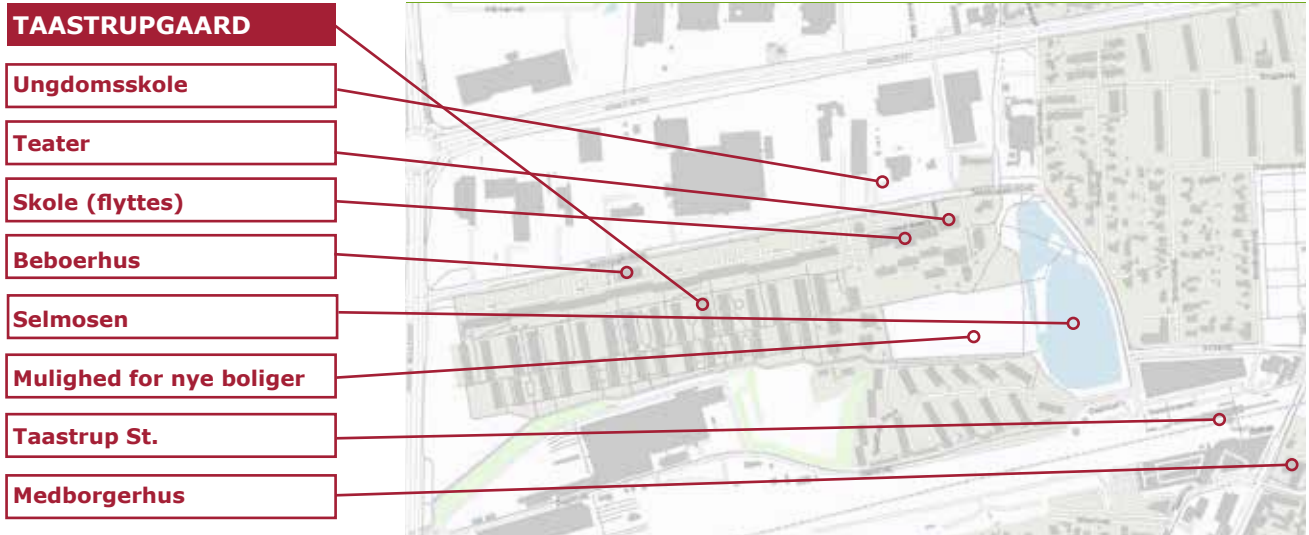 TAASTRUPGAARD
Ungdomsskole
Teater
Skole (flyttes)
Beboerhus
Selmosen
Mulighed for nye boliger
Taastrup St.
Medborgerhus